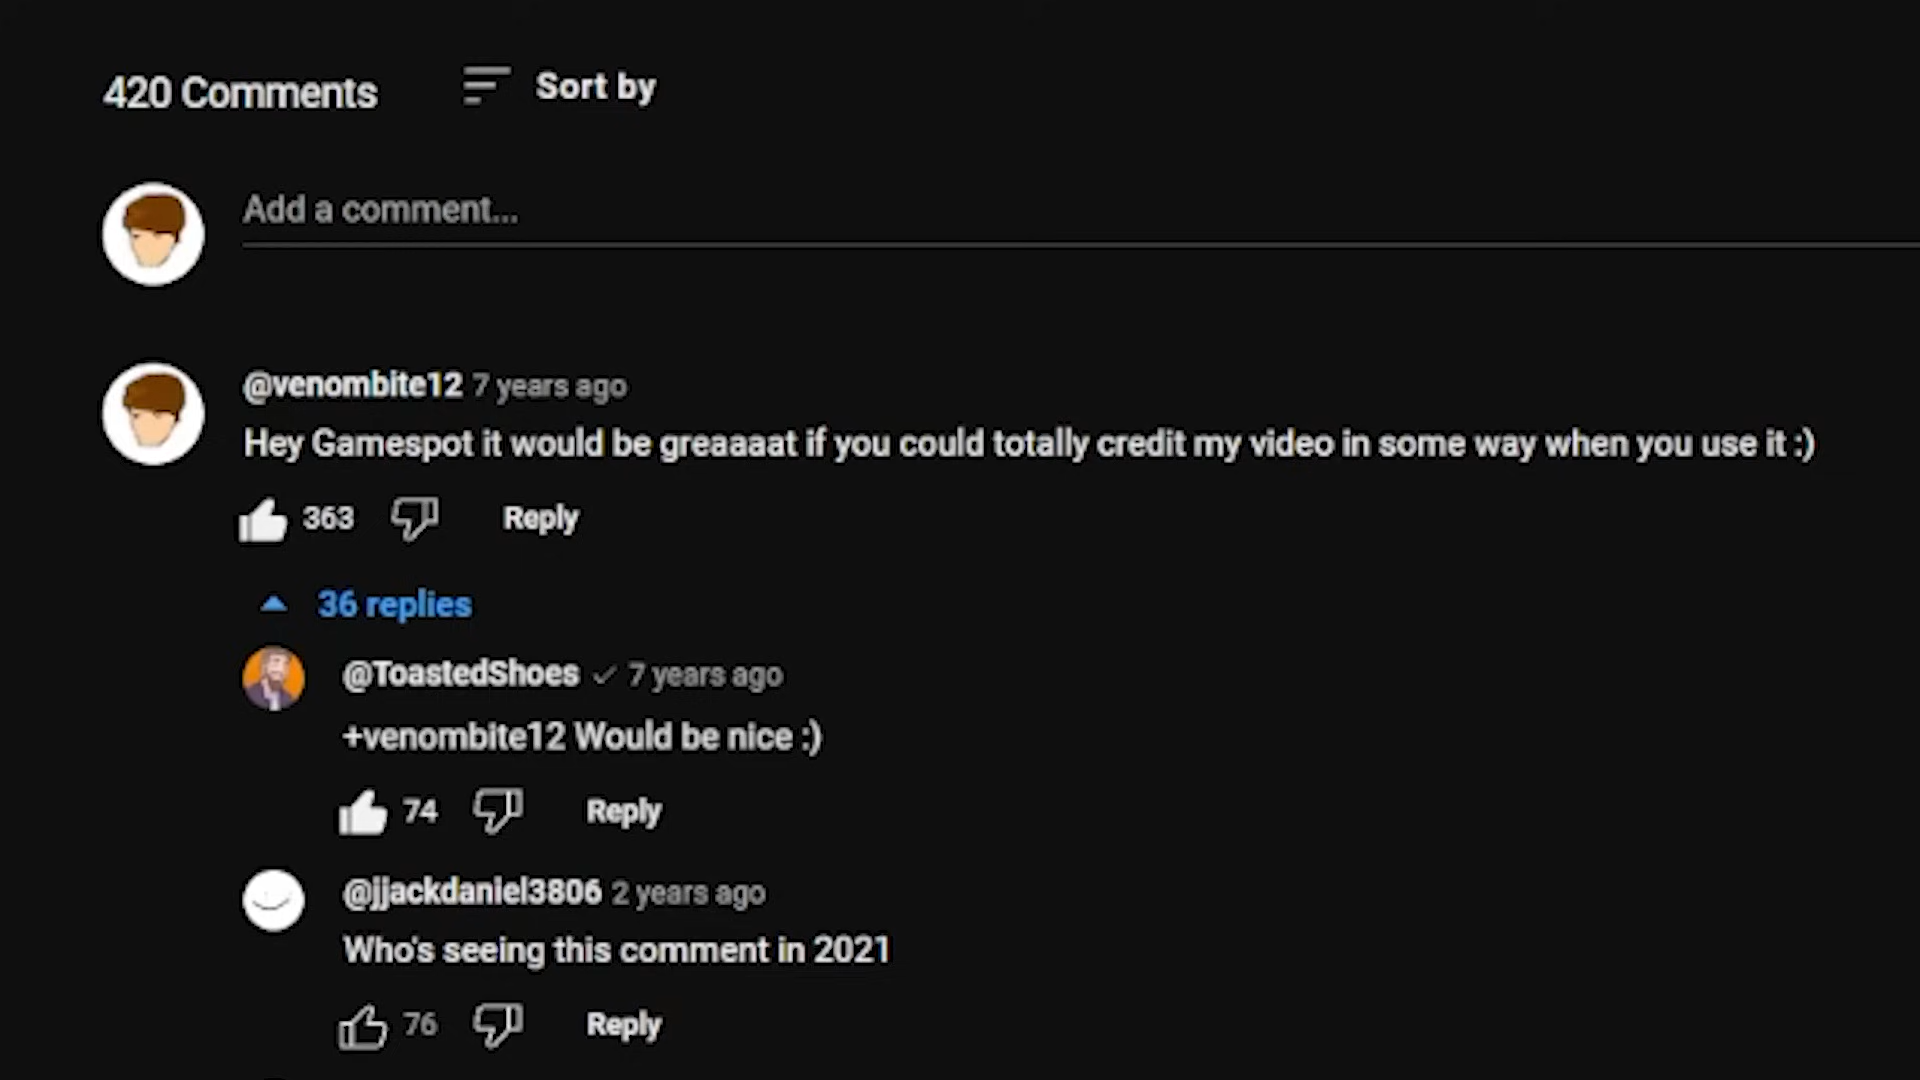 420 Comments
Sort by
Add a comment...
@venombite12 7 years ago
Hey Gamespot it would be greaaaat if you could totally credit my video in some way when you use it :)
363 Reply
36 replies
@ToastedShoes 7 years ago
+venombite12 Would be nice :)
74 Reply
@jjackdaniel3806 2 years ago
Who's seeing this comment in 2021
76 Reply